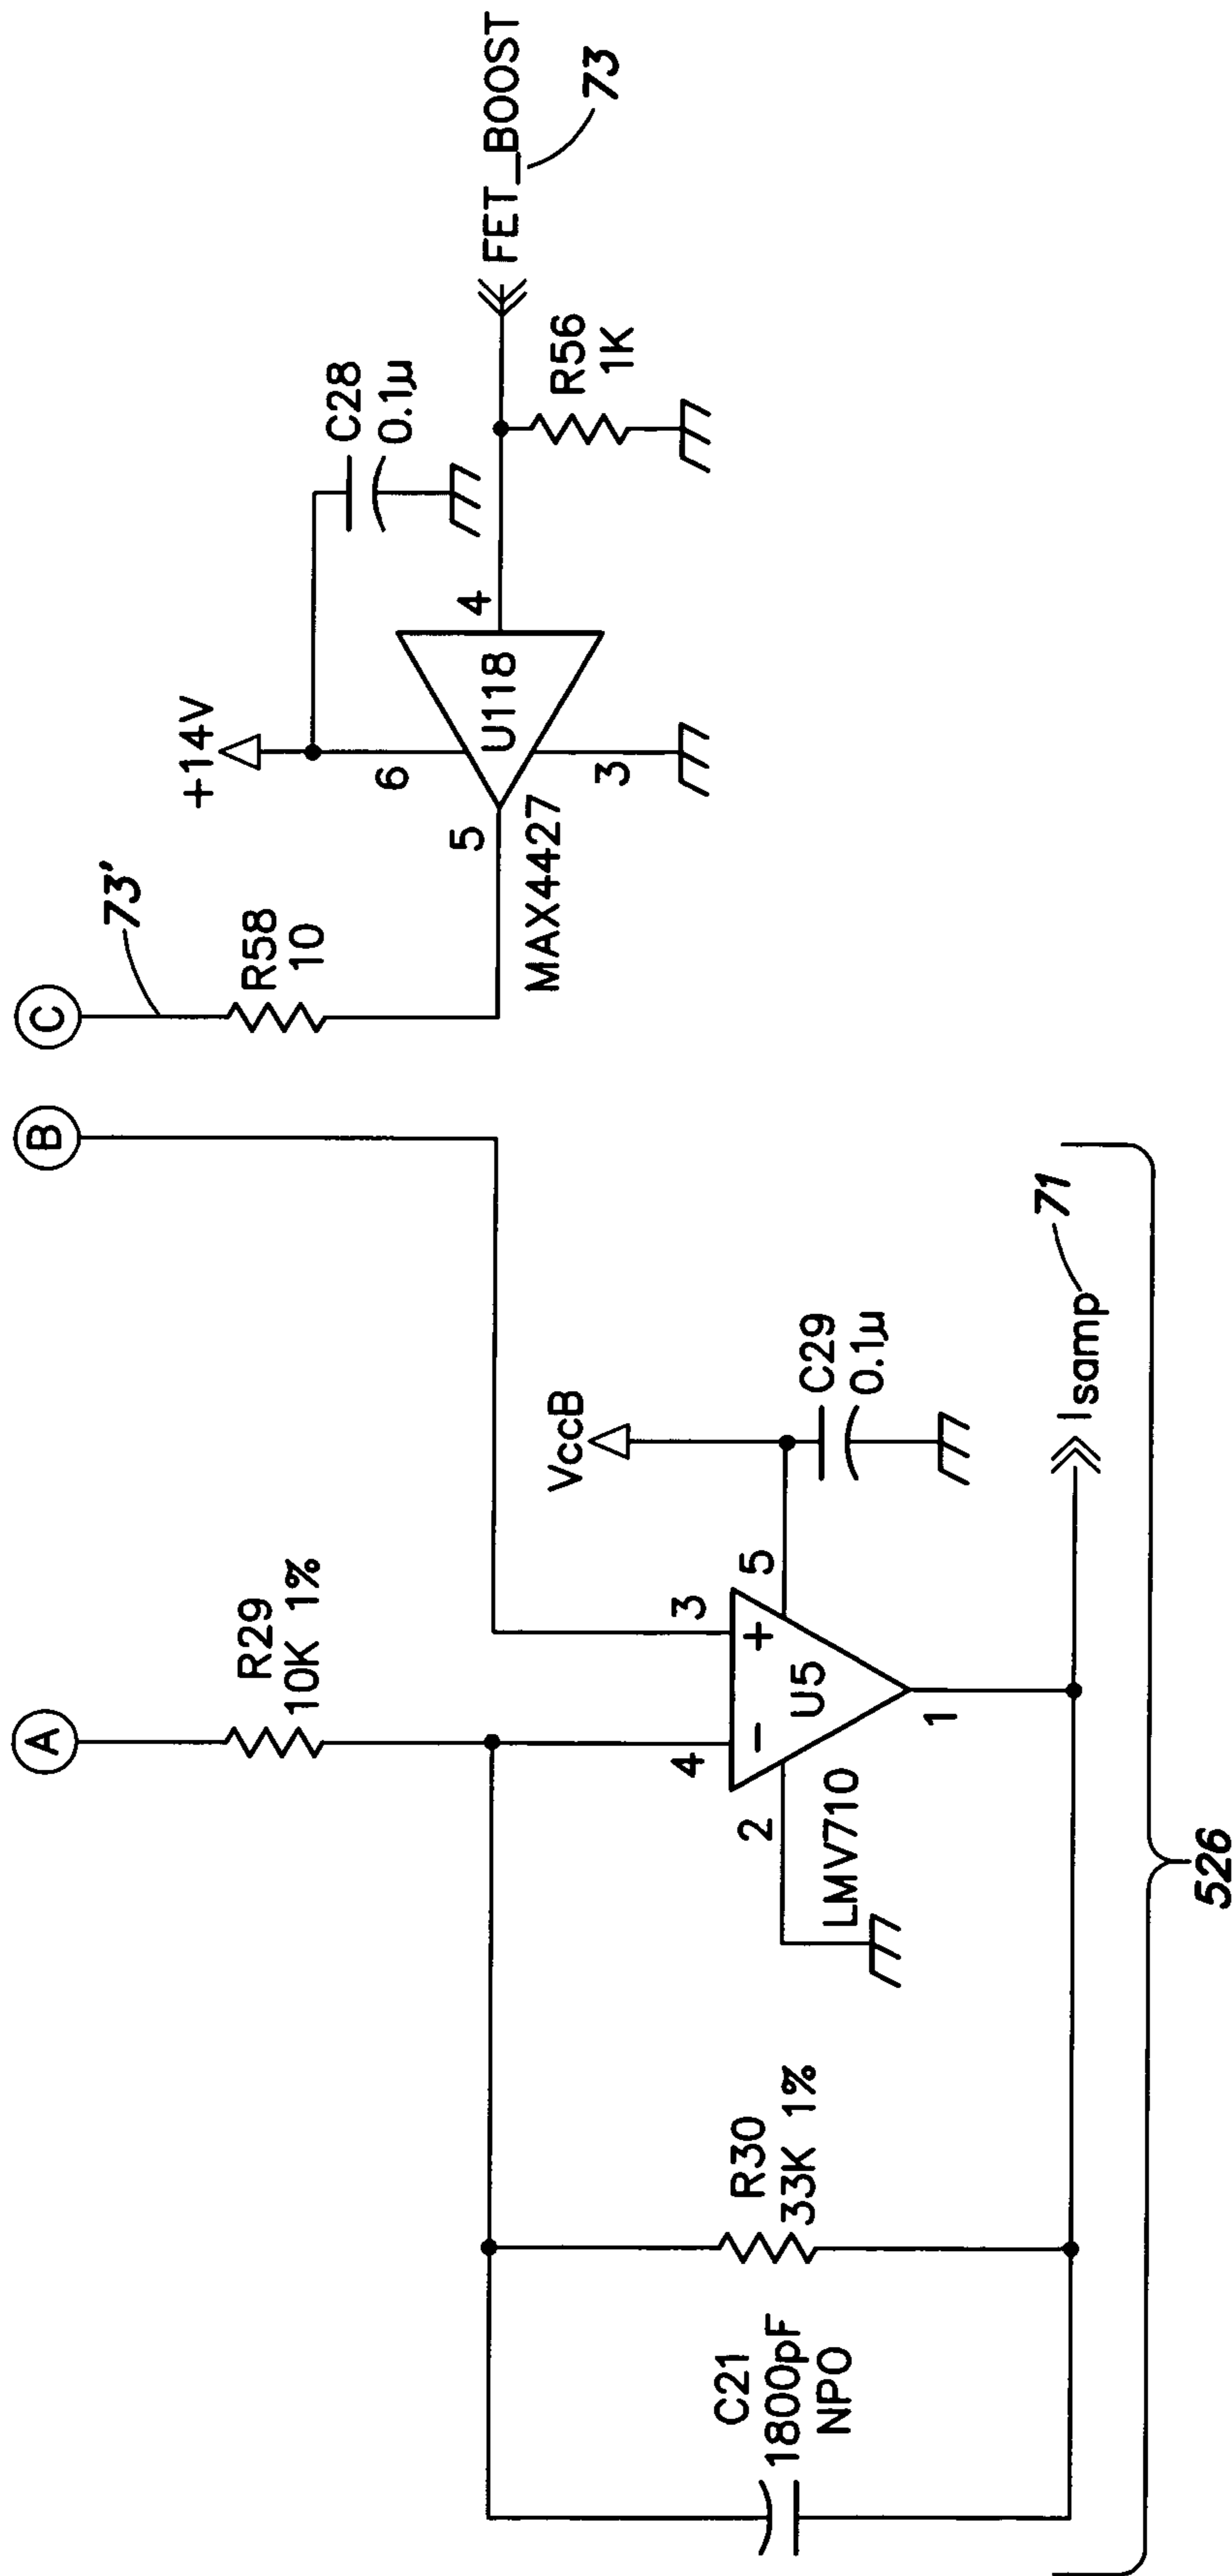 A
B
C
73'
R29
10K 1%
R58
10
+14V
6
5
U118
4
3
MAX4427
C28
0.1µ
R56
1K
FET_BOOST
73
C21
1800pF
NPO
R30
33K 1%
4
3
−
+
U5
2
5
1
LMV710
VccB
C29
0.1µ
Isamp
71
526